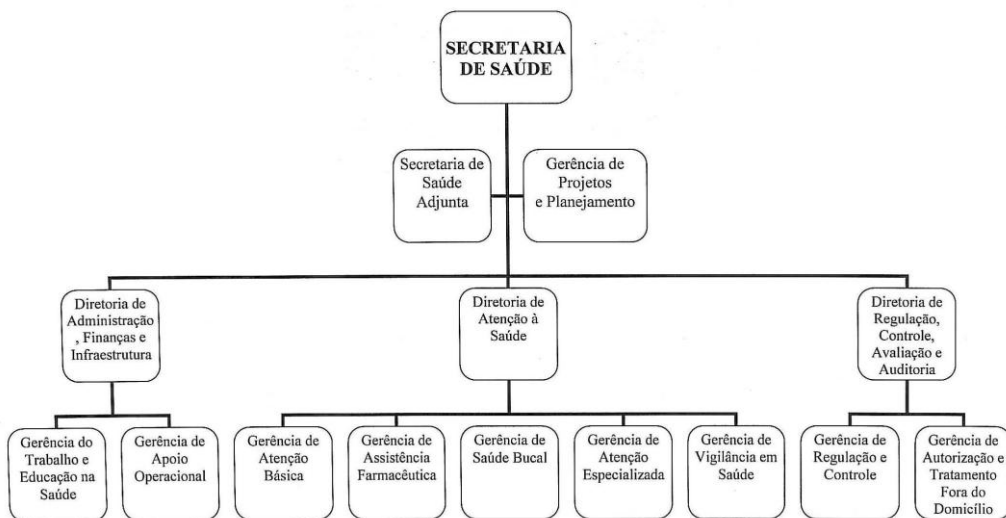 SECRETARIA
DE SAÚDE
Secretaria de
Saúde
Adjunta
Gerência de
Projetos
e Planejamento
Diretoria de
Administração
, Finanças e
Infraestrutura
Diretoria de
Atenção à
Saúde
Diretoria de
Regulação,
Controle,
Avaliação e
Auditoria
Gerência do
Trabalho e
Educação na
Saúde
Gerência de
Apoio
Operacional
Gerência de
Atenção
Básica
Gerência de
Assistência
Farmacêutica
Gerência de
Saúde Bucal
Gerência de
Atenção
Especializada
Gerência de
Vigilância em
Saúde
Gerência de
Regulação e
Controle
Gerência de
Autorização e
Tratamento
Fora do
Domicílio